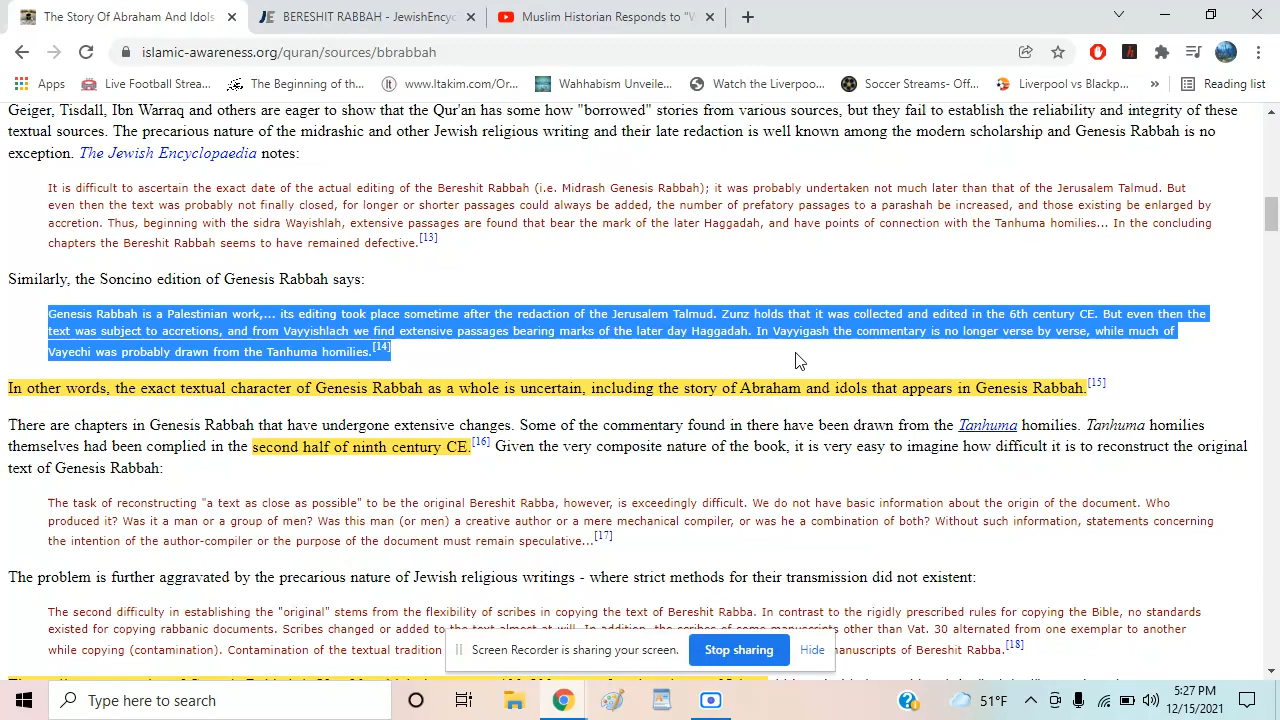 The Story Of Abraham And Idols
BERESHIT RABBAH - JewishEncy
Muslim Historian Responds to "W
islamic-awareness.org/quran/sources/bbrabbah
Apps
Live Football Strea...
The Beginning of th...
www.ltakim.com/Or...
Wahhabism Unveile...
Watch the Liverpoo...
Soccer Streams- Off...
Liverpool vs Blackp...
»
Reading list
Geiger, Tisdall, Ibn Warraq and others are eager to show that the Qur'an has some how "borrowed" stories from various sources, but they fail to establish the reliability and integrity of these
textual sources. The precarious nature of the midrashic and other Jewish religious writing and their late redaction is well known among the modern scholarship and Genesis Rabbah is no
exception. The Jewish Encyclopaedia notes:
It is difficult to ascertain the exact date of the actual editing of the Bereshit Rabbah (i.e. Midrash Genesis Rabbah); it was probably undertaken not much later than that of the Jerusalem Talmud. But
even then the text was probably not finally closed, for longer or shorter passages could always be added, the number of prefatory passages to a parashah be increased, and those existing be enlarged by
accretion. Thus, beginning with the sidra Wayishlah, extensive passages are found that bear the mark of the later Haggadah, and have points of connection with the Tanhuma homilies... In the concluding
chapters the Bereshit Rabbah seems to have remained defective.[13]
Similarly, the Soncino edition of Genesis Rabbah says:
Genesis Rabbah is a Palestinian work,... its editing took place sometime after the redaction of the Jerusalem Talmud. Zunz holds that it was collected and edited in the 6th century CE. But even then the
text was subject to accretions, and from Vayyishlach we find extensive passages bearing marks of the later day Haggadah. In Vayyigash the commentary is no longer verse by verse, while much of
Vayechi was probably drawn from the Tanhuma homilies.[14]
In other words, the exact textual character of Genesis Rabbah as a whole is uncertain, including the story of Abraham and idols that appears in Genesis Rabbah.[15]
There are chapters in Genesis Rabbah that have undergone extensive changes. Some of the commentary found in there have been drawn from the Tanhuma homilies. Tanhuma homilies
themselves had been complied in the second half of ninth century CE.[16] Given the very composite nature of the book, it is very easy to imagine how difficult it is to reconstruct the original
text of Genesis Rabbah:
The task of reconstructing "a text as close as possible" to be the original Bereshit Rabba, however, is exceedingly difficult. We do not have basic information about the origin of the document. Who
produced it? Was it a man or a group of men? Was this man (or men) a creative author or a mere mechanical compiler, or was he a combination of both? Without such information, statements concerning
the intention of the author-compiler or the purpose of the document must remain speculative...[17]
The problem is further aggravated by the precarious nature of Jewish religious writings - where strict methods for their transmission did not existent:
The second difficulty in establishing the "original" stems from the flexibility of scribes in copying the text of Bereshit Rabba. In contrast to the rigidly prescribed rules for copying the Bible, no standards
existed for copying rabbanic documents. Scribes changed or added to the text almost at will. In addition, the scribes of some manuscripts other than Vat. 30 alternated from one exemplar to another
while copying (contamination). Contamination of the textual tradition
manuscripts of Bereshit Rabba.[18]
Screen Recorder is sharing your screen.
Stop sharing
Hide
Type here to search
51°F
5:27 PM
12/15/2021